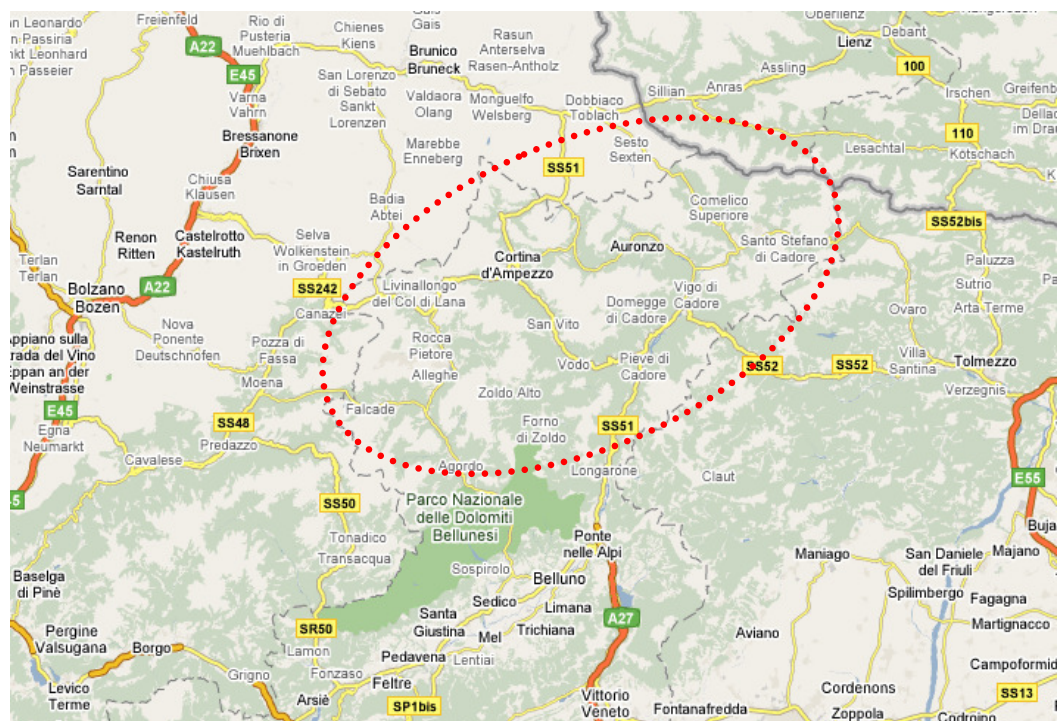 San Leonardo
in Passiria
nkt Leonhard
in Passeier
Freienfeld
A22
Rio di
Pusteria
Muehlbach
E45
Chienes
Kiens
Gais
Gais
Brunico
Bruneck
Rasun
Anterselva
Rasen-Antholz
San Lorenzo
di Sebato
Sankt
Lorenzen
Valdaora
Olang
Monguelfo
Welsberg
Dobbiaco
Toblach
Sillian
Anras
Assling
Oberlienz
Lienz
Debant
100
Irschen
Greifenbu
Dellac
im Drau
110
Lesachtal
Kötschach
Varna
Vahrn
Bressanone
Brixen
Marebbe
Enneberg
SS51
Sesto
Sexten
Sarentino
Sarntal
Chiusa
Klausen
Badia
Abtei
Comelico
Superiore
SS52bis
Renon
Ritten
Castelrotto
Kastelruth
Selva
Wolkenstein
in Groeden
Cortina
d'Ampezzo
Auronzo
Santo Stefano
di Cadore
Paluzza
Terlan
Terlan
Bolzano
Bozen
A22
SS242
Canazei
Livinallongo
del Col di Lana
Vigo di
Cadore
Domegge
di Cadore
Sutrio
Arta Terme
Ovaro
Appiano sulla
trada del Vino
Eppan an der
Weinstrasse
Nova
Ponente
Deutschnofen
Pozza di
Fassa
Rocca
Pietore
San Vito
Vodo
Pieve di
Cadore
SS52
SS52
Villa
Santina
Tolmezzo
Verzegnis
Moena
Alleghe
Zoldo Alto
E45
Egna
Neumarkt
SS48
Predazzo
Cavalese
Falcade
Forno
di Zoldo
SS51
Agordo
Longarone
Claut
E55
SS50
Parco Nazionale
delle Dolomiti
Bellunesi
Tonadico
Transacqua
Ponte
nelle Alpi
Buja
Majano
Maniago
San Daniele
del Friuli
Spilimbergo
Fagagna
Martignacco
Baselga
di Pinè
Sospirolo
Belluno
Sedico
Limana
Trichiana
A27
Aviano
Santa
Giustina
Mel
SR50
Lamon
Pergine
Valsugana
Borgo
Fonzaso
Pedavena
Lentiai
Campoformid
Levico
Terme
Grigno
Arsiè
Feltre
SP1bis
Vittorio
Veneto
Fontanafredda
Cordenons
Zoppola
SS13
Codroipo